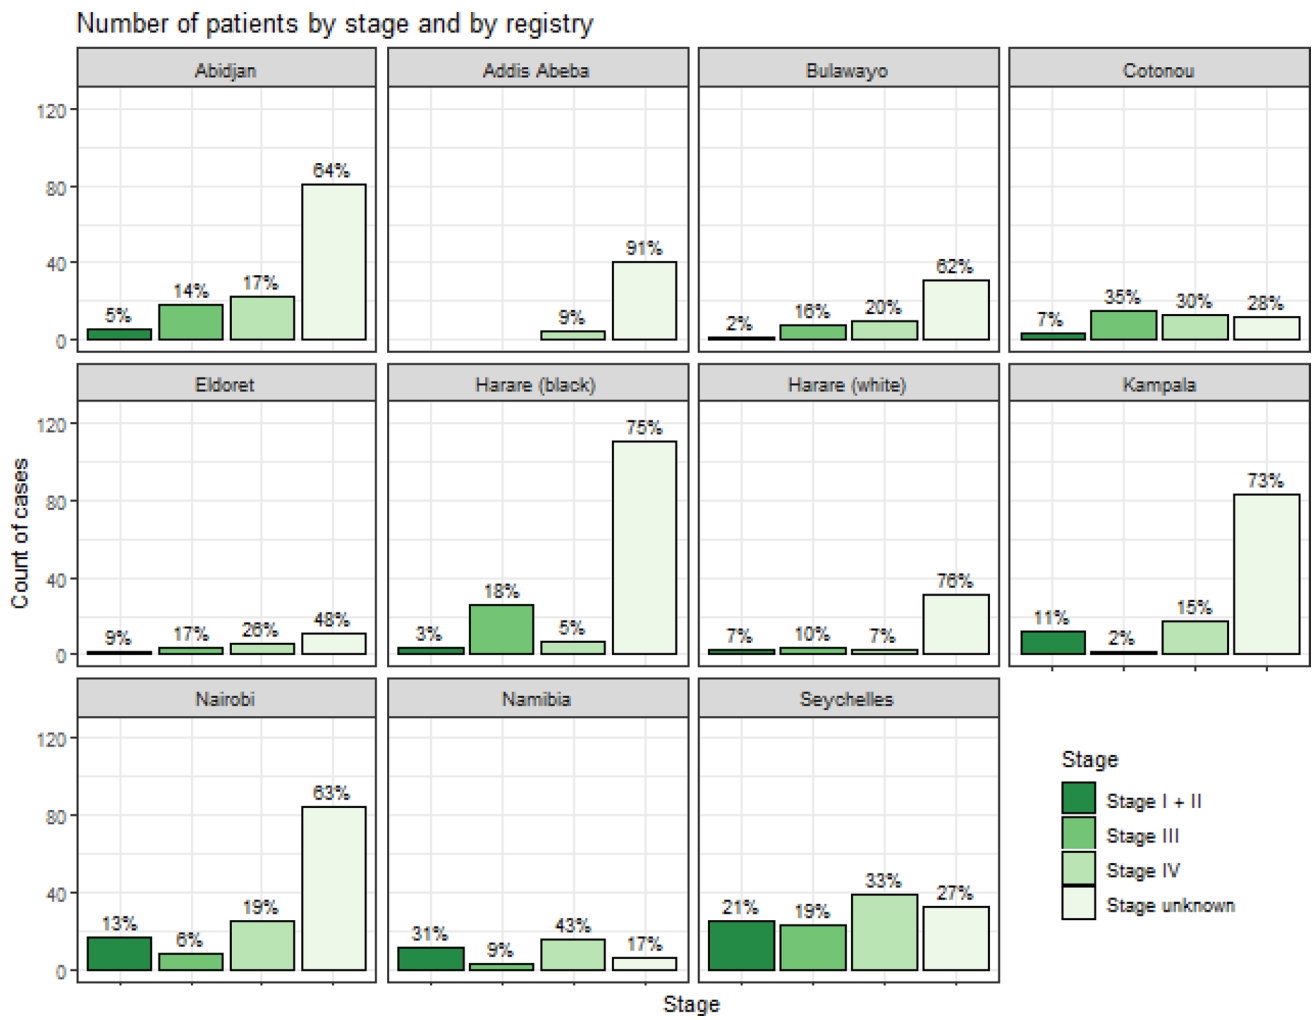 Number of patients by stage and by registry
Abidjan
Addis Abeba
Bulawayo
Cotonou
120
80
40
0
5%
14%
17%
64%
9%
91%
2%
16%
20%
62%
7%
35%
30%
28%
Eldoret
Harare (black)
Harare (white)
Kampala
120
80
40
0
9%
17%
26%
48%
3%
18%
5%
75%
7%
10%
7%
76%
11%
2%
15%
73%
Count of cases
Nairobi
Namibia
Seychelles
120
80
40
0
13%
6%
19%
63%
31%
9%
43%
17%
21%
19%
33%
27%
Stage
Stage I + II
Stage III
Stage IV
Stage unknown
Stage